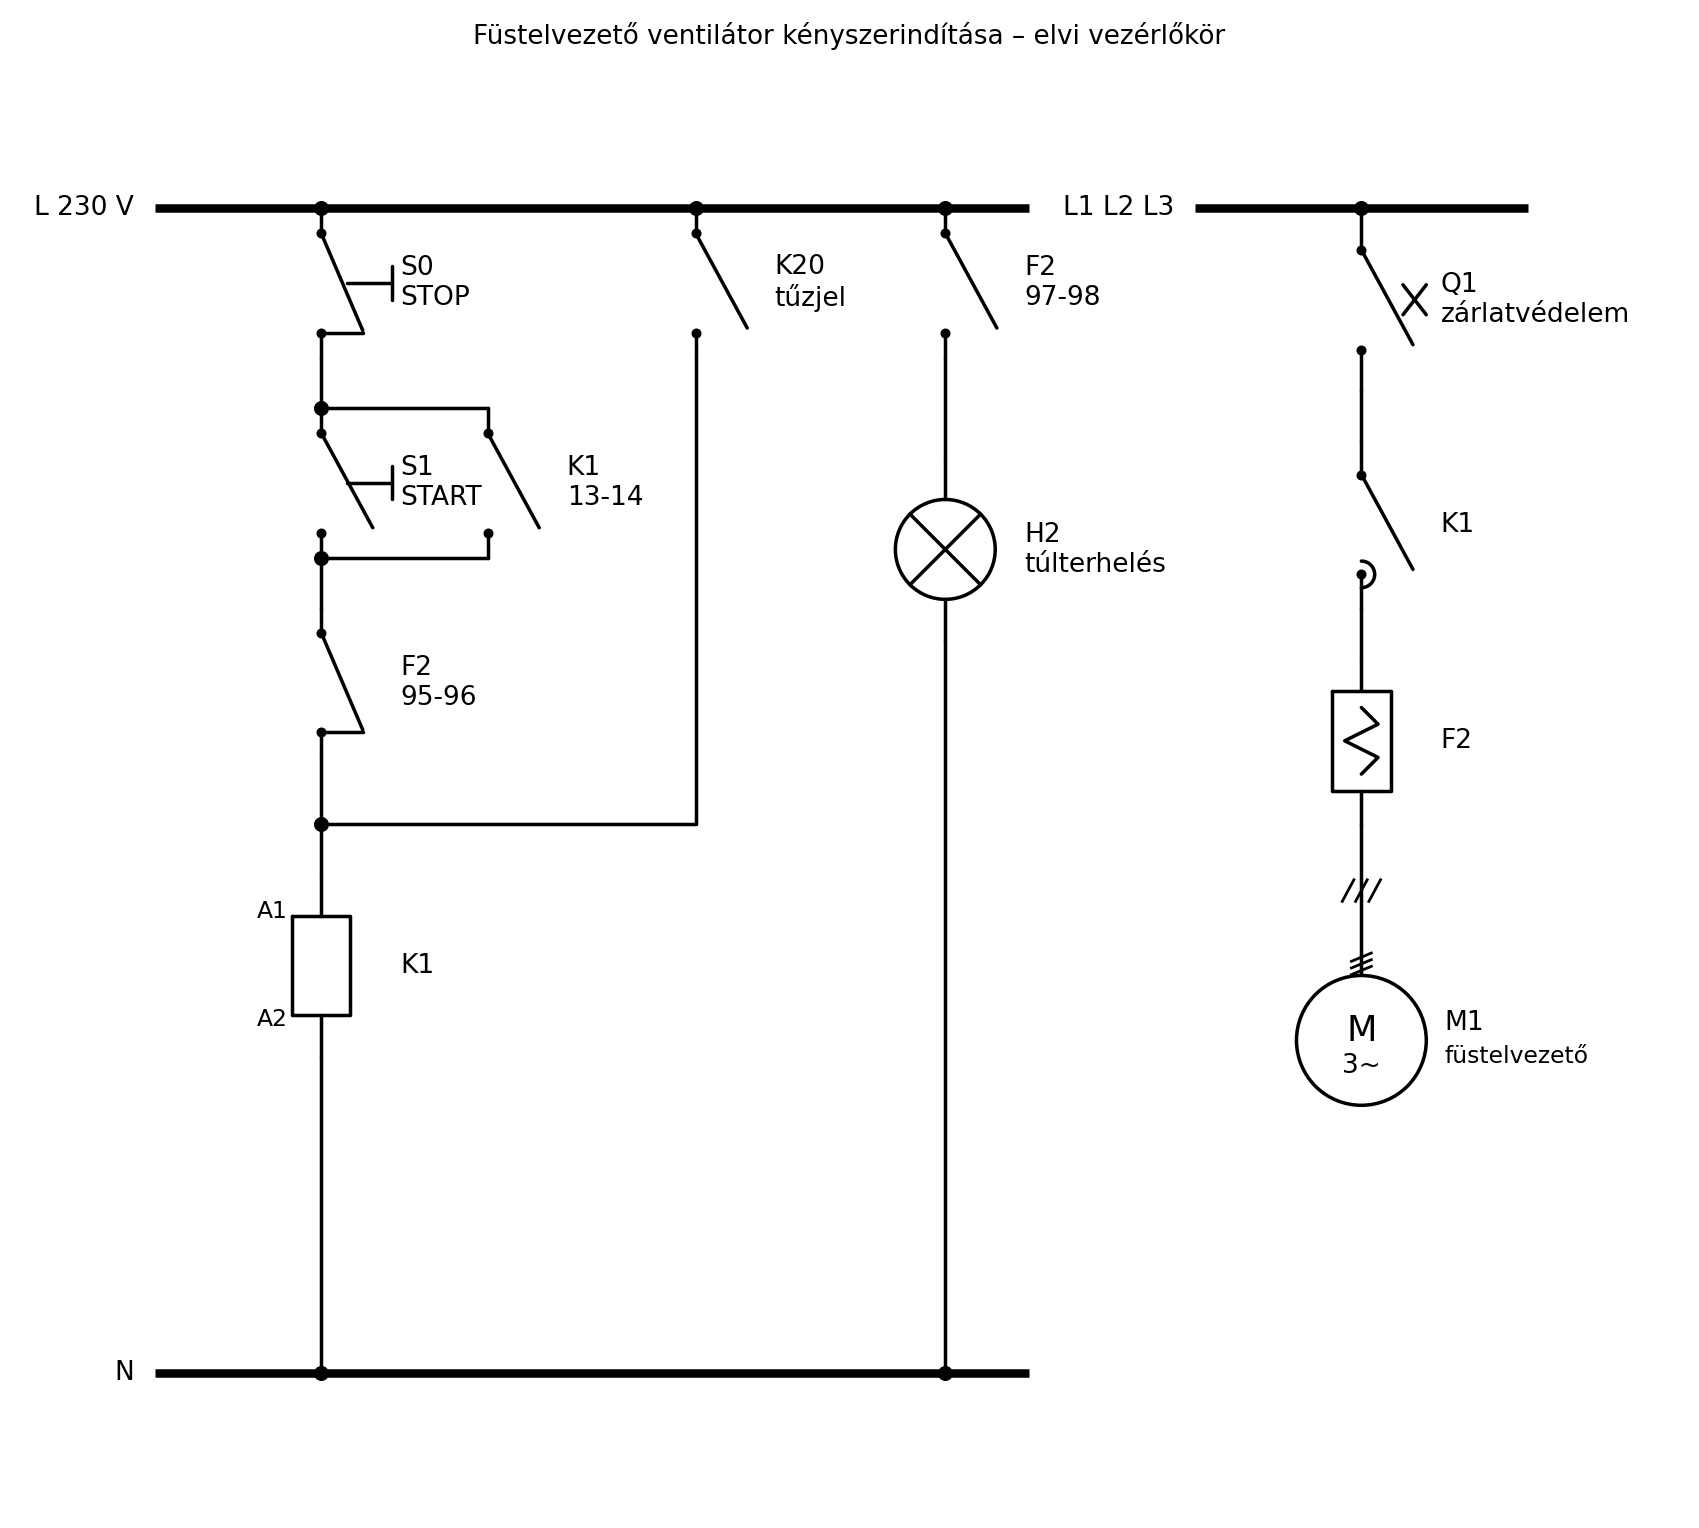 Füstelvezető ventilátor kényszerindítása – elvi vezérlőkör
L 230 V
L1 L2 L3
S0
STOP
K20
tűzjel
F2
97-98
Q1
zárlatvédelem
S1
START
K1
13-14
H2
túlterhelés
K1
F2
95-96
F2
A1
K1
A2
M
3~
M1
füstelvezető
N